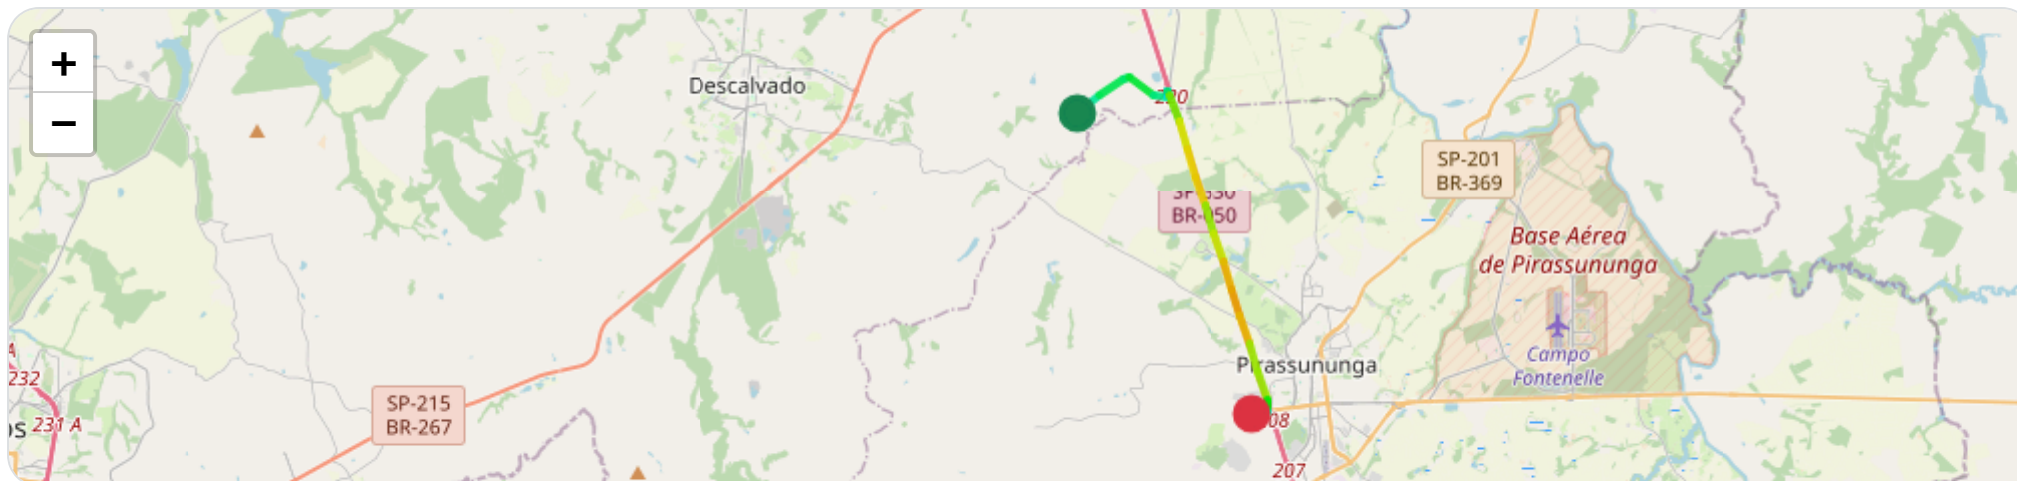 +
−
Descalvado
SP-201
BR-369
BR-050
Base Aérea
de Pirassununga
Campo
Fontenelle
Pirassununga
SP-215
BR-267
232
231 A
207